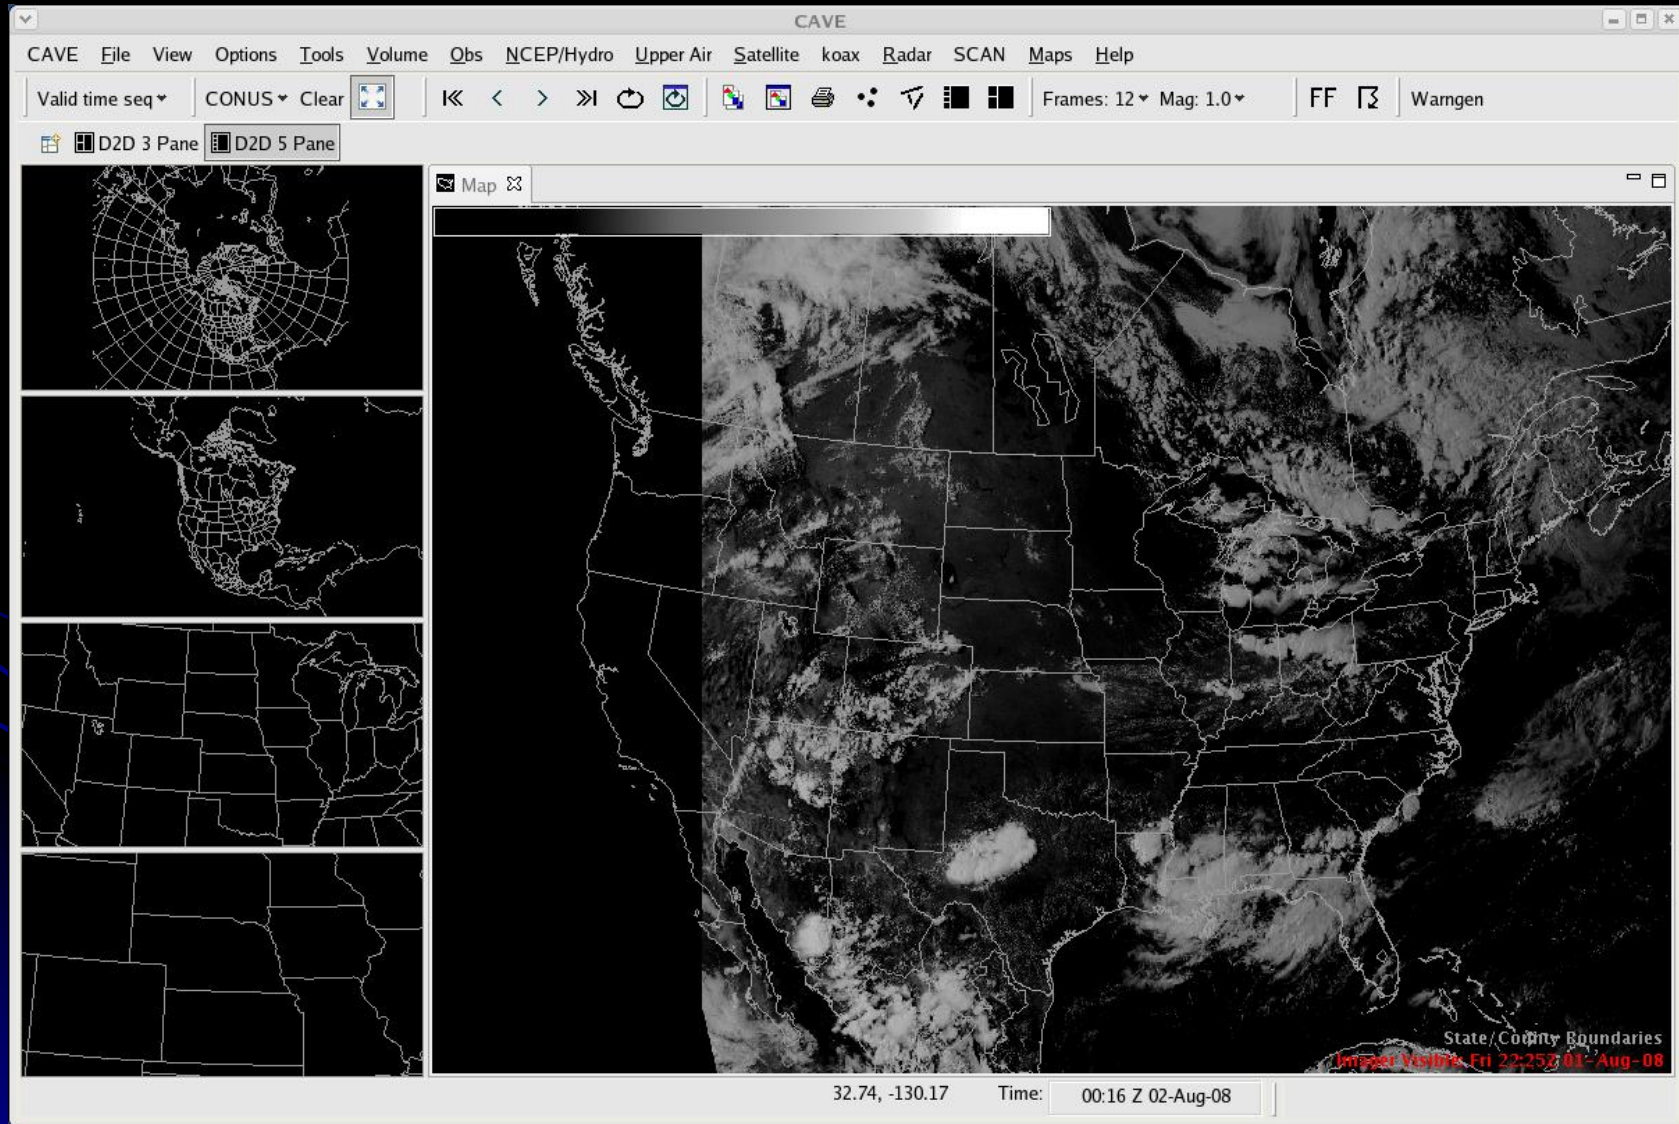 CAVE
CAVE File View Options Tools Volume Obs NCEP/Hydro Upper Air Satellite koax Radar SCAN Maps Help
Valid time seq CONUS Clear Frames: 12 Mag: 1.0 FF Warngen
D2D 3 Pane D2D 5 Pane
Map
State/County Boundaries
Imager Visible Fri 22:25Z 01-Aug-08
32.74, -130.17 Time: 00:16 Z 02-Aug-08